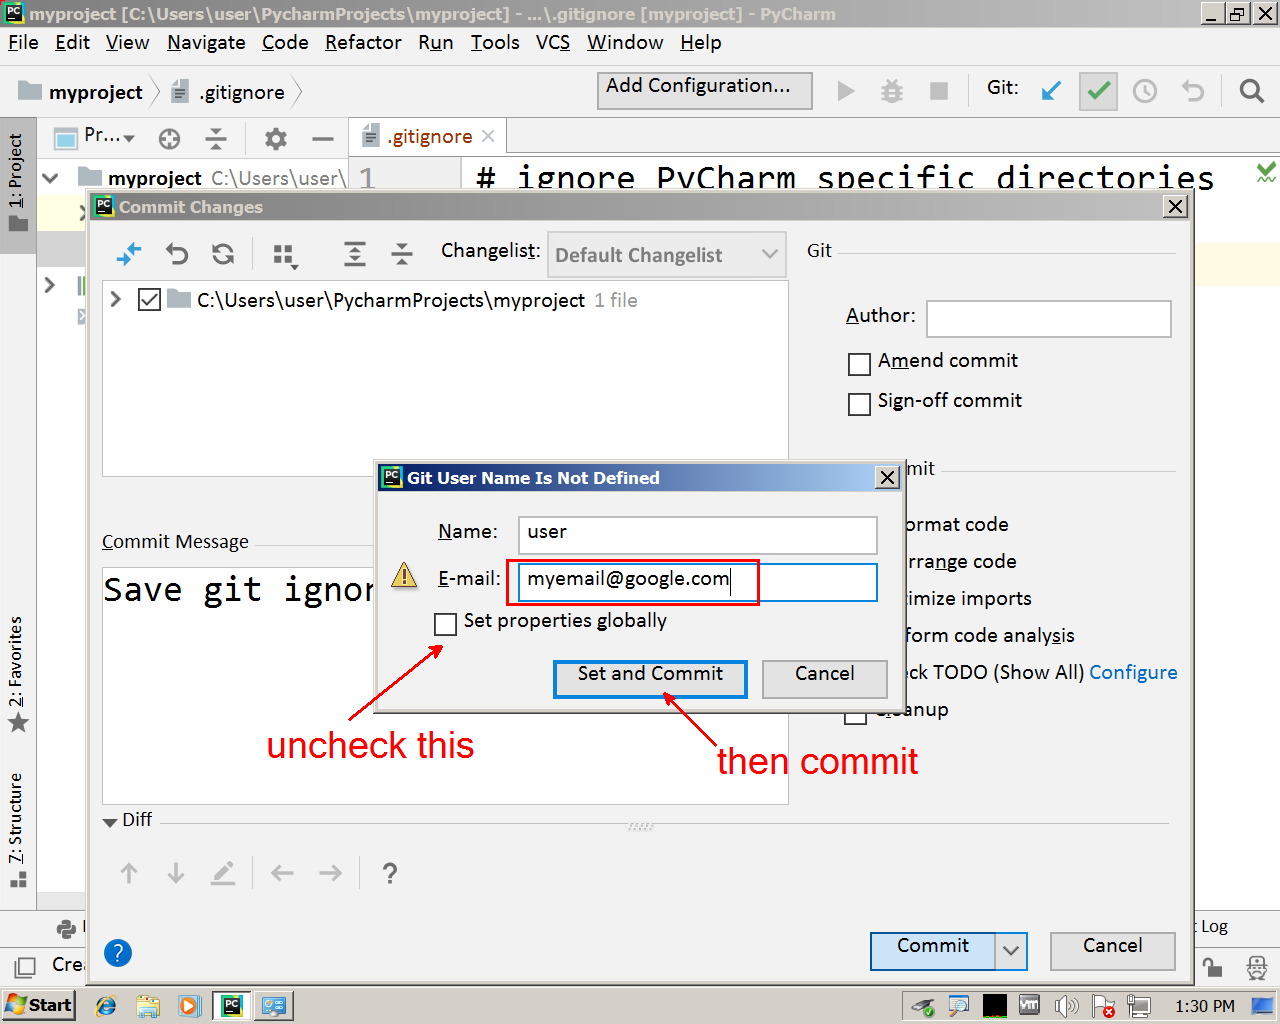 myproject [C:\Users\user\PycharmProjects\myproject] - ...\.gitignore [myproject] - PyCharm
File Edit View Navigate Code Refactor Run Tools VCS Window Help
myproject .gitignore Add Configuration... Git:
1: Project
Pr... .gitignore
myproject C:\Users\user\ 1 # ignore PyCharm specific directories
Commit Changes
Changelist: Default Changelist Git
C:\Users\user\PycharmProjects\myproject 1 file
Author:
Amend commit
Sign-off commit
Git User Name Is Not Defined
Name: user
E-mail: myemail@google.com
Set properties globally
Set and Commit Cancel
Commit Message
Save git ignor
mit
ormat code
rrange code
timize imports
form code analysis
ck TODO (Show All) Configure
Cleanup
uncheck this
then commit
2: Favorites
7: Structure
Diff
?
? Commit Cancel
Log
Crea
Start 1:30 PM